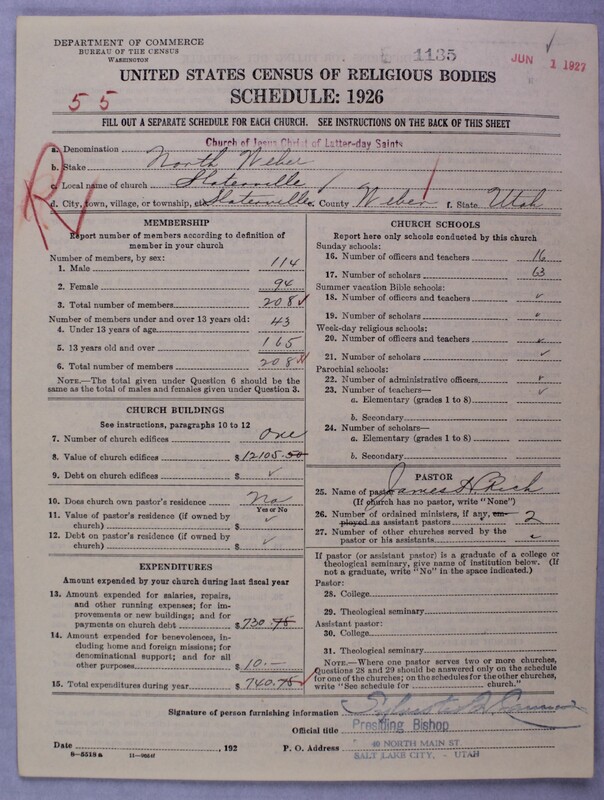 DEPARTMENT OF COMMERCE
BUREAU OF THE CENSUS
WASHINGTON
1135
JUN 1 1927
UNITED STATES CENSUS OF RELIGIOUS BODIES
SCHEDULE: 1926
55
FILL OUT A SEPARATE SCHEDULE FOR EACH CHURCH. SEE INSTRUCTIONS ON THE BACK OF THIS SHEET
R
a. Denomination Church of Jesus Christ of Latter-day Saints
b. Stake North Weber
c. Local name of church Slaterville
d. City, town, village, or township, Slaterville e. County Weber f. State Utah
MEMBERSHIP
Report number of members according to definition of member in your church
Number of members, by sex:
1. Male 114
2. Female 94
3. Total number of members 208
Number of members under and over 13 years old:
4. Under 13 years of age 43
5. 13 years old and over 165
6. Total number of members 208
NOTE.—The total given under Question 6 should be the same as the total of males and females given under Question 3.
CHURCH BUILDINGS
See instructions, paragraphs 10 to 12
7. Number of church edifices one
8. Value of church edifices $12105.50
9. Debt on church edifices $ ✓
10. Does church own pastor's residence No
Yes or No
11. Value of pastor's residence (if owned by church) $ ✓
12. Debt on pastor's residence (if owned by church) $ ✓
EXPENDITURES
Amount expended by your church during last fiscal year
13. Amount expended for salaries, repairs, and other running expenses; for improvements or new buildings; and for payments on church debt $730.75
14. Amount expended for benevolences, including home and foreign missions; for denominational support; and for all other purposes $10.—
15. Total expenditures during year $740.75
CHURCH SCHOOLS
Report here only schools conducted by this church
Sunday schools:
16. Number of officers and teachers 16
17. Number of scholars 63
Summer vacation Bible schools:
18. Number of officers and teachers ✓
19. Number of scholars ✓
Week-day religious schools:
20. Number of officers and teachers ✓
21. Number of scholars ✓
Parochial schools:
22. Number of administrative officers ✓
23. Number of teachers— ✓
a. Elementary (grades 1 to 8)
b. Secondary
24. Number of scholars—
a. Elementary (grades 1 to 8)
b. Secondary
PASTOR
25. Name of pastor James H. Rich
(If church has no pastor, write "None")
26. Number of ordained ministers, if any, employed as assistant pastors 2
27. Number of other churches served by the pastor or his assistants ✓
If pastor (or assistant pastor) is a graduate of a college or theological seminary, give name of institution below. (If not a graduate, write "No" in the space indicated.)
Pastor:
28. College
29. Theological seminary
Assistant pastor:
30. College
31. Theological seminary
NOTE.—Where one pastor serves two or more churches, Questions 28 and 29 should be answered only on the schedule for one of the churches; on the schedules for the other churches, write "See schedule for church."
Signature of person furnishing information Sylvester Q. Cannon
Official title Presiding Bishop
Date , 192 P. O. Address 40 NORTH MAIN ST.
SALT LAKE CITY, - UTAH
8-5518a